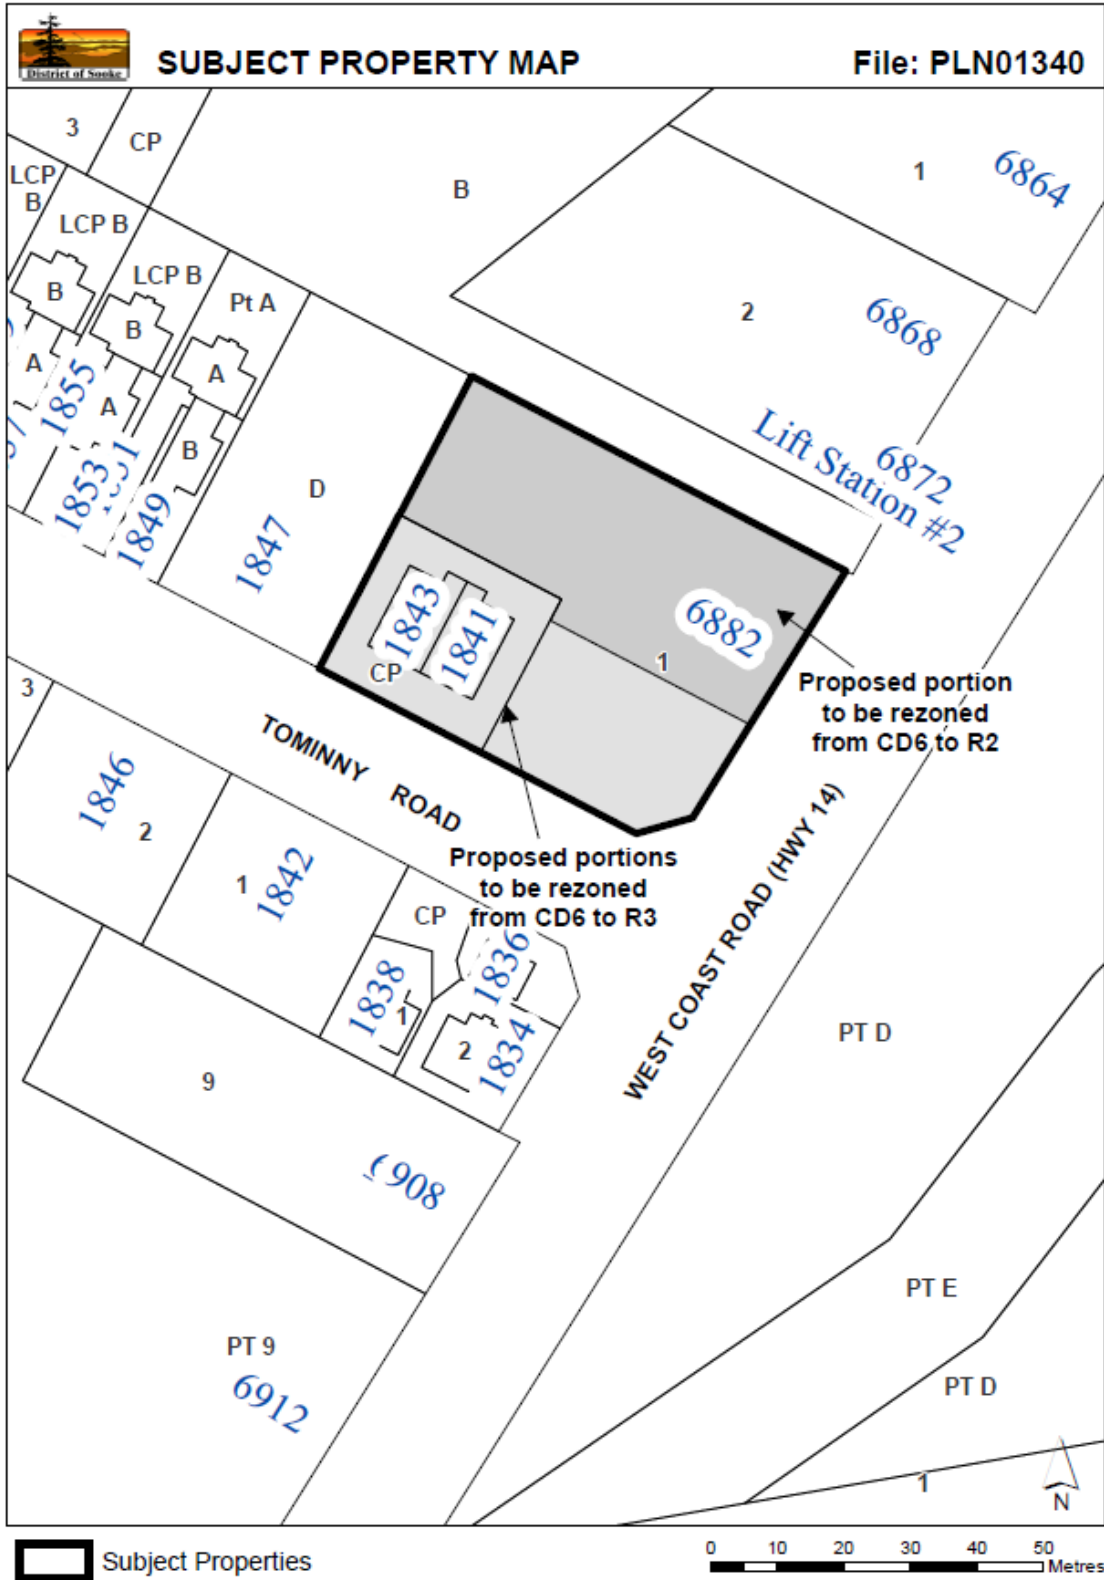 District of Sooke
SUBJECT PROPERTY MAP
File: PLN01340
3
CP
LCP
B
LCP B
LCP B
Pt A
B
1
6864
2
6868
B
B
A
A
A
B
1855
1853
1849
D
1847
Lift Station #2
6872
1843
1841
CP
6882
1
Proposed portion
to be rezoned
from CD6 to R2
TOMINNY ROAD
Proposed portions
to be rezoned
from CD6 to R3
WEST COAST ROAD (HWY 14)
3
1846
2
1
1842
CP
1836
1838
1
2
1834
9
6908
PT D
PT E
PT 9
6912
PT D
1
N
Subject Properties
0 10 20 30 40 50
Metres